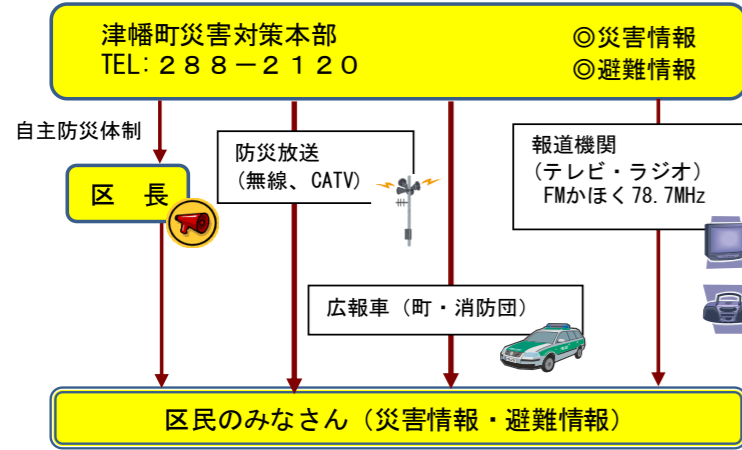 津幡町災害対策本部
TEL:２８８－２１２０
◎災害情報
◎避難情報
自主防災体制
区　長
防災放送
(無線、CATV)
報道機関
(テレビ・ラジオ)
FMかほく78.7MHz
広報車（町・消防団）
区民のみなさん（災害情報・避難情報）